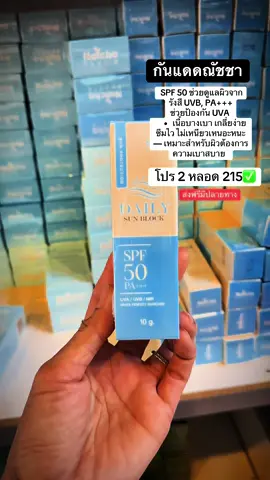 กันแดดณัชชา
SPF 50 ช่วยดูแลผิวจาก
รังสี UVB, PA+++
ช่วยป้องกัน UVA
• เนื้อบางเบา เกลี่ยง่าย
ซึมไว ไม่เหนียวเหนอะหนะ
— เหมาะสำหรับผิวต้องการ
ความเบาสบาย
โปร 2 หลอด 215✅
ส่งฟรีมีปลายทาง
DAILY
SUN BLOCK
SPF
50
PA+++
UVA / UVB / HEV
10 g.